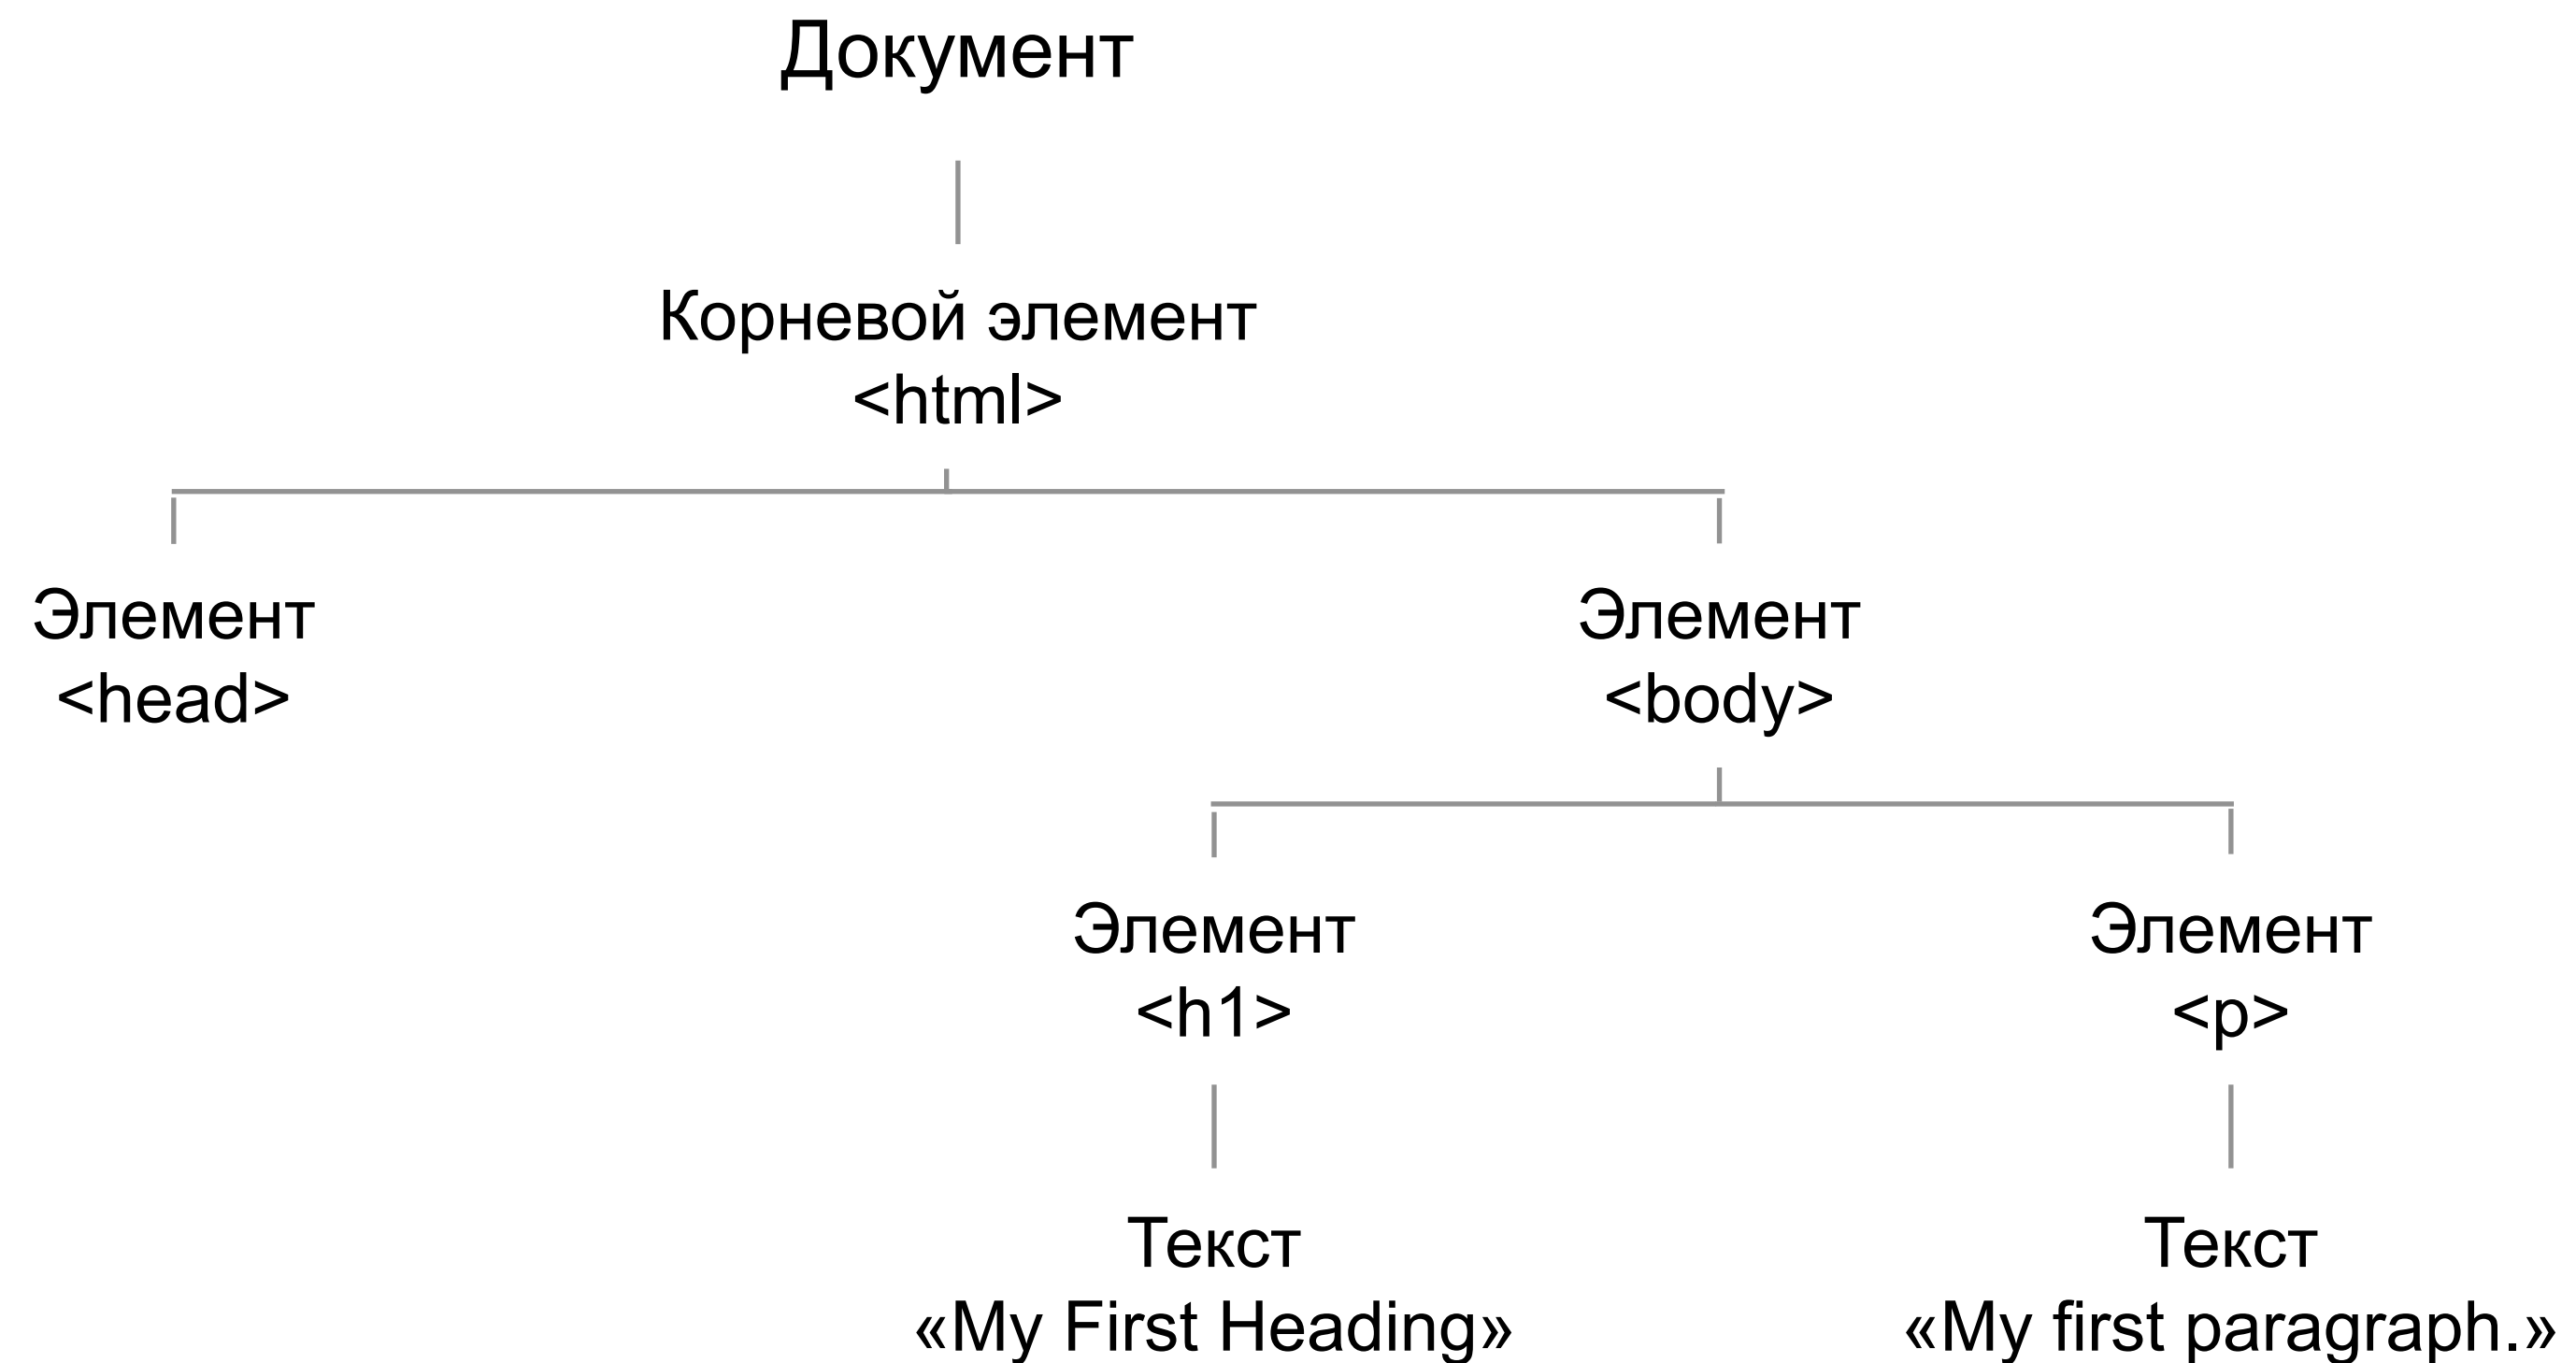 Документ
Корневой элемент
<html>
Элемент
<head>
Элемент
<body>
Элемент
<h1>
Элемент
<p>
Текст
«My First Heading»
Текст
«My first paragraph.»